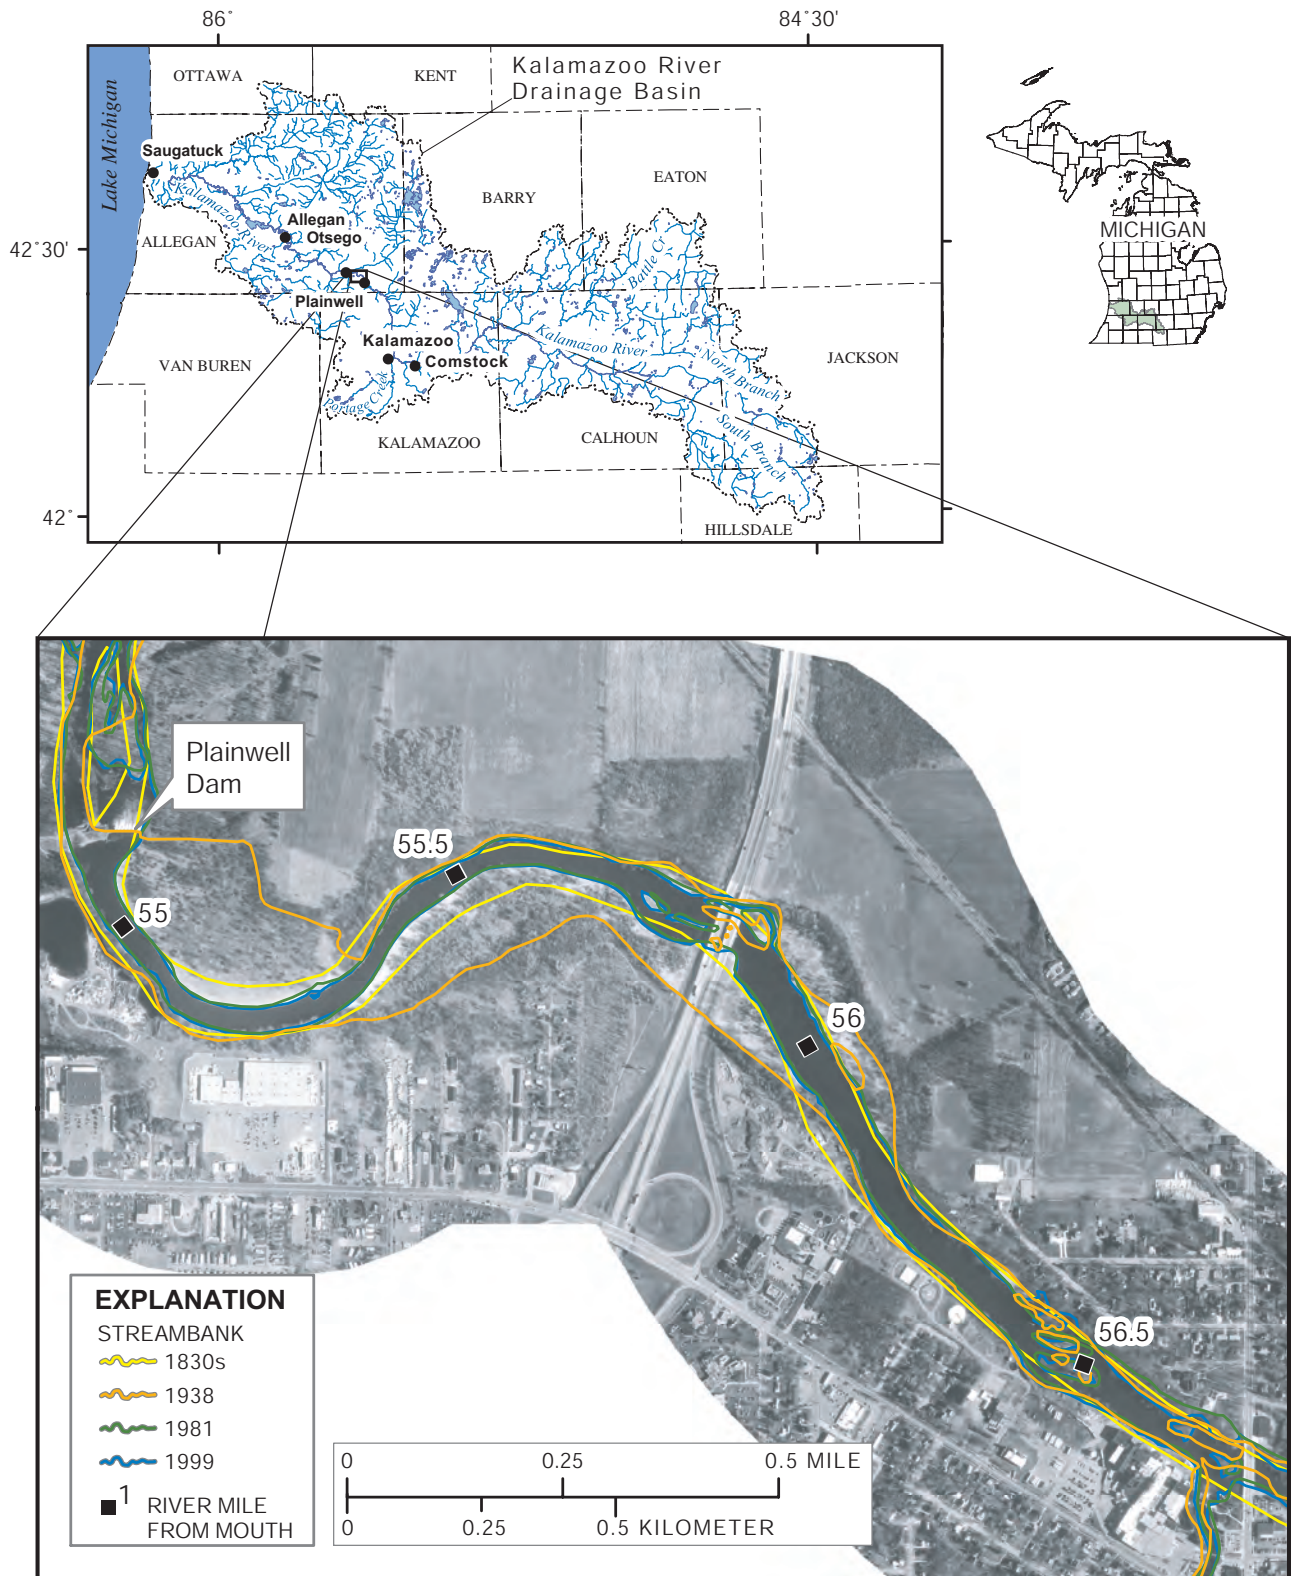 86°
84°30'
OTTAWA
KENT
Kalamazoo River
Drainage Basin
Lake Michigan
Saugatuck
BARRY
EATON
Kalamazoo River
Allegan
Otsego
ALLEGAN
42°30'
Battle Cr.
MICHIGAN
Plainwell
Kalamazoo
Comstock
Kalamazoo River
North Branch
JACKSON
VAN BUREN
Portage Creek
South Branch
KALAMAZOO
CALHOUN
42°
HILLSDALE
Plainwell
Dam
55.5
55
56
56.5
EXPLANATION
STREAMBANK
1830s
1938
1981
1999
1
RIVER MILE
FROM MOUTH
0 0.25 0.5 MILE
0 0.25 0.5 KILOMETER